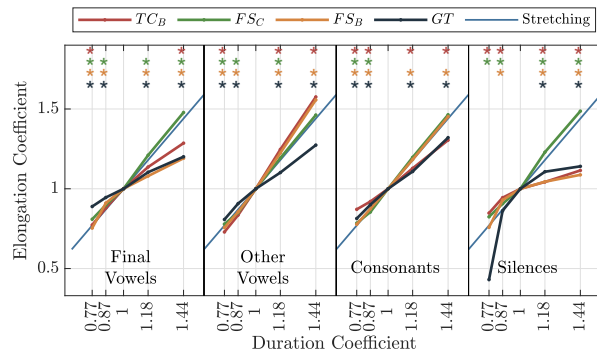 TC_B FS_C FS_B GT Stretching
* * * * * * *
* * * * * * * * * * * *
* * * * * * * * * * * * *
* * * * * * * * * * * * * *
1.5
1
0.5
Elongation Coefficient
Final
Vowels
Other
Vowels
Consonants
Silences
0.77 0.87 1 1.18 1.44 0.77 0.87 1 1.18 1.44 0.77 0.87 1 1.18 1.44 0.77 0.87 1 1.18 1.44
Duration Coefficient